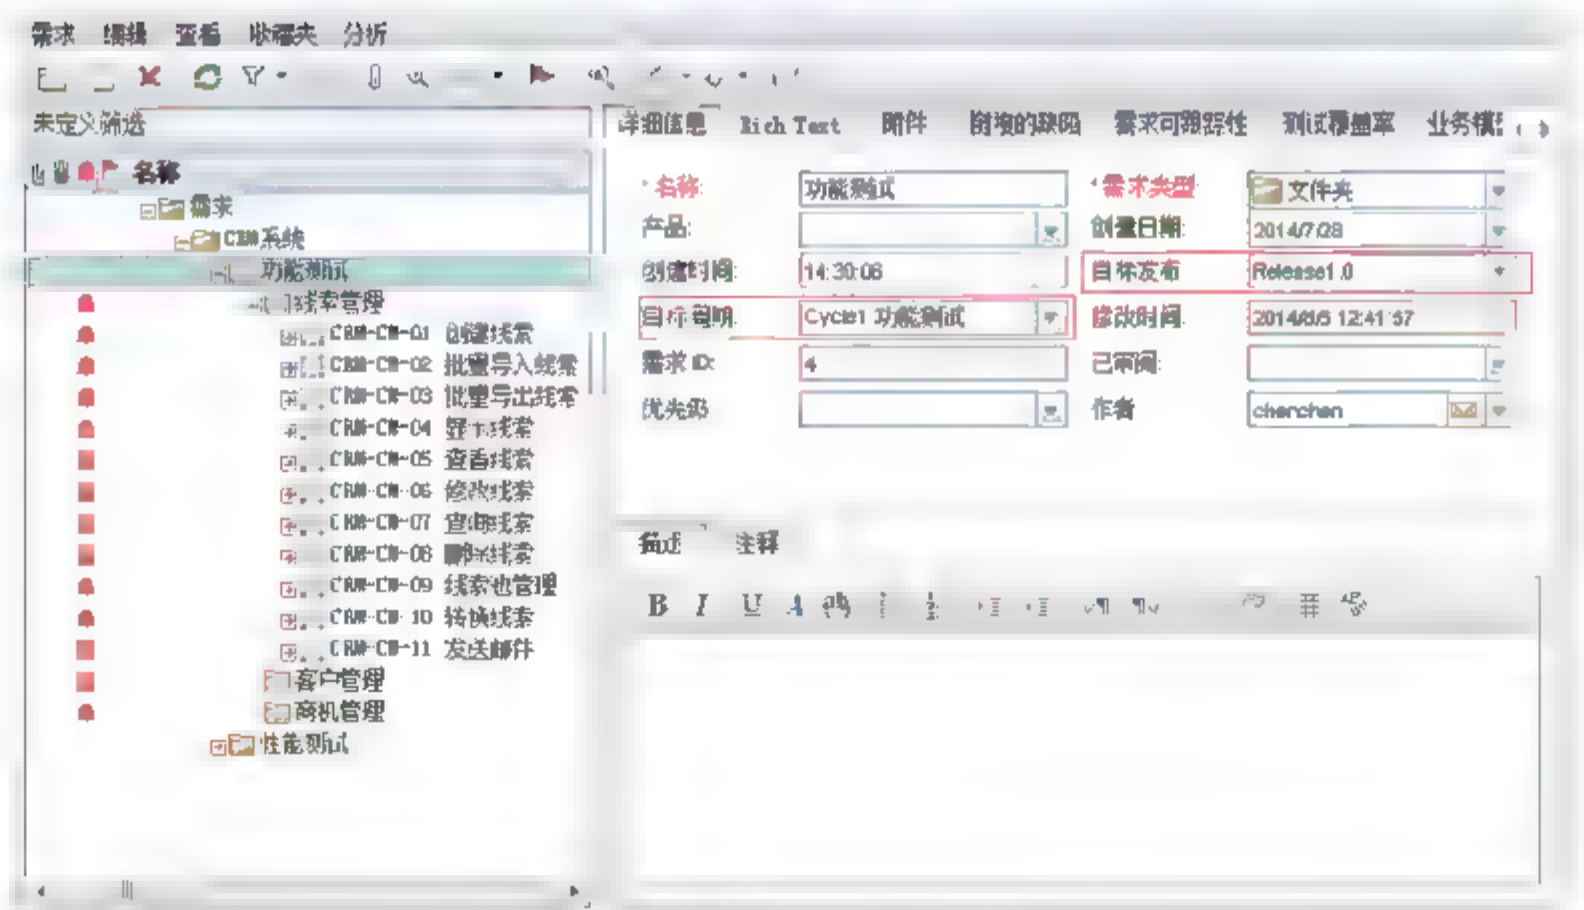 需求 编辑 查看 收藏夹 分析
未定义筛选
名称
需求
CRM系统
功能测试
线索管理
CRM-CM-01 创建线索
CRM-CM-02 批量导入线索
CRM-CM-03 批量导出线索
CRM-CM-04 显示线索
CRM-CM-05 查看线索
CRM-CM-06 修改线索
CRM-CM-07 查询线索
CRM-CM-08 删除线索
CRM-CM-09 线索池管理
CRM-CM-10 转换线索
CRM-CM-11 发送邮件
客户管理
商机管理
性能测试
详细信息 Rich Text 附件 需求可跟踪性 测试覆盖率
名称: 功能测试 需求类型: 文件夹
产品: 创建日期: 2014/7/28
创建时间: 14:30:06 目标发布 Release1.0
目标周期: Cycle1 功能测试 修改时间: 2014/8/5 12:41:57
需求 ID: 4 已审阅:
优先级 作者 chenchen
描述 注释
B I U A ab